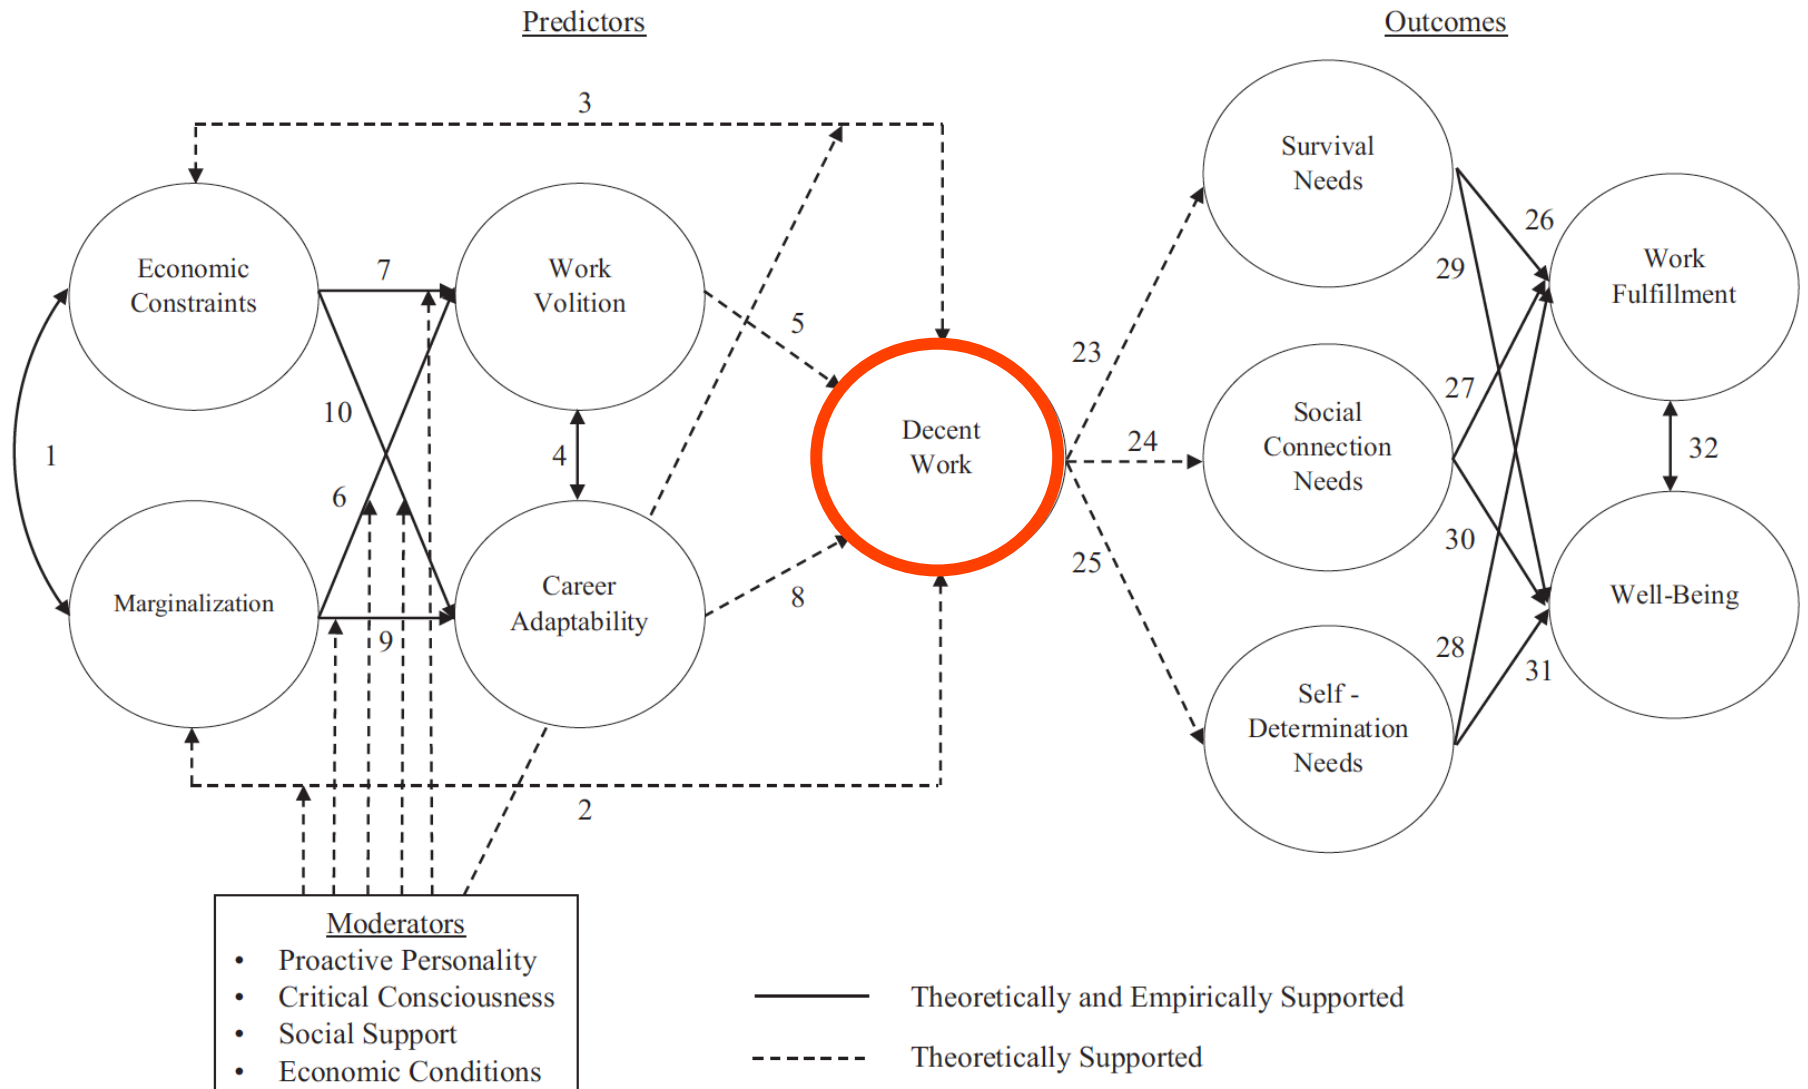 Predictors
Outcomes
3
Survival
Needs
26
Economic
Constraints
7
Work
Volition
29
Work
Fulfillment
5
23
10
27
1
4
Decent
Work
24
Social
Connection
Needs
32
6
30
25
Marginalization
9
Career
Adaptability
8
Well-Being
28
31
Self -
Determination
Needs
2
Moderators
• Proactive Personality
• Critical Consciousness
• Social Support
• Economic Conditions
Theoretically and Empirically Supported
Theoretically Supported